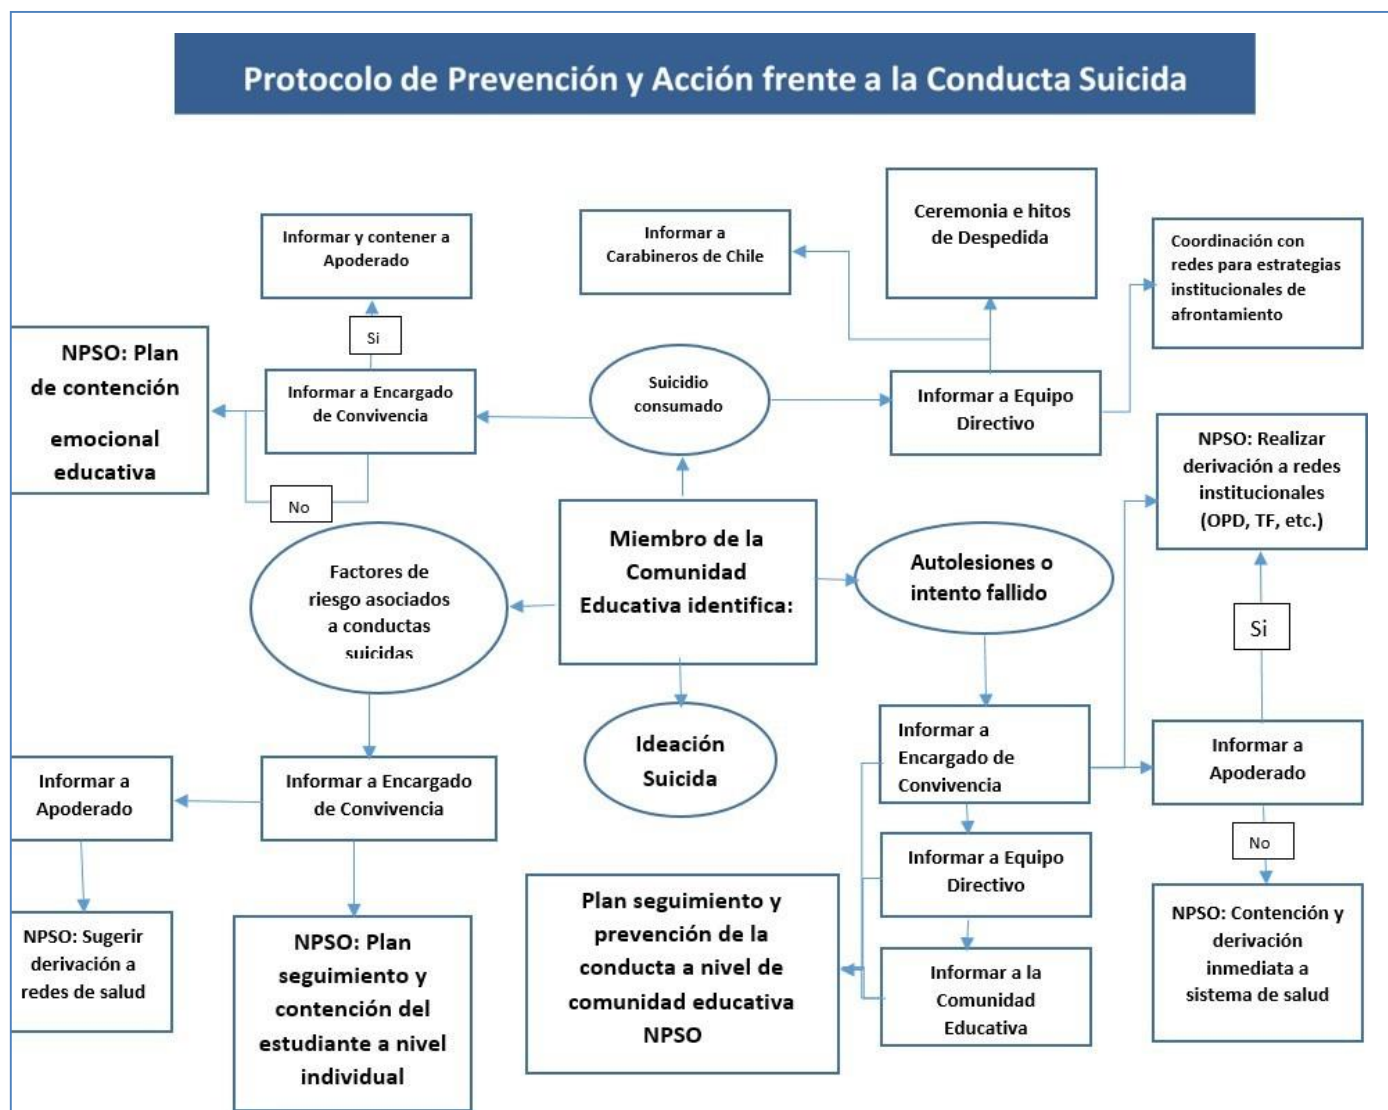 Protocolo de Prevención y Acción frente a la Conducta Suicida
Informar y contener a
Apoderado
Si
NPSO: Plan
de contención
emocional
educativa
Informar a Encargado
de Convivencia
No
Suicidio
consumado
Informar a
Carabineros de Chile
Ceremonia e hitos
de Despedida
Coordinación con
redes para estrategias
institucionales de
afrontamiento
Informar a Equipo
Directivo
NPSO: Realizar
derivación a redes
institucionales
(OPD, TF, etc.)
Miembro de la
Comunidad
Educativa identifica:
Factores de
riesgo asociados
a conductas
suicidas
Autolesiones o
intento fallido
Si
Ideación
Suicida
Informar a
Encargado de
Convivencia
Informar a
Apoderado
Informar a
Apoderado
Informar a Encargado
de Convivencia
No
Informar a Equipo
Directivo
NPSO: Sugerir
derivación a
redes de salud
NPSO: Plan
seguimiento y
contención del
estudiante a nivel
individual
Plan seguimiento y
prevención de la
conducta a nivel de
comunidad educativa
NPSO
Informar a la
Comunidad
Educativa
NPSO: Contención y
derivación
inmediata a
sistema de salud